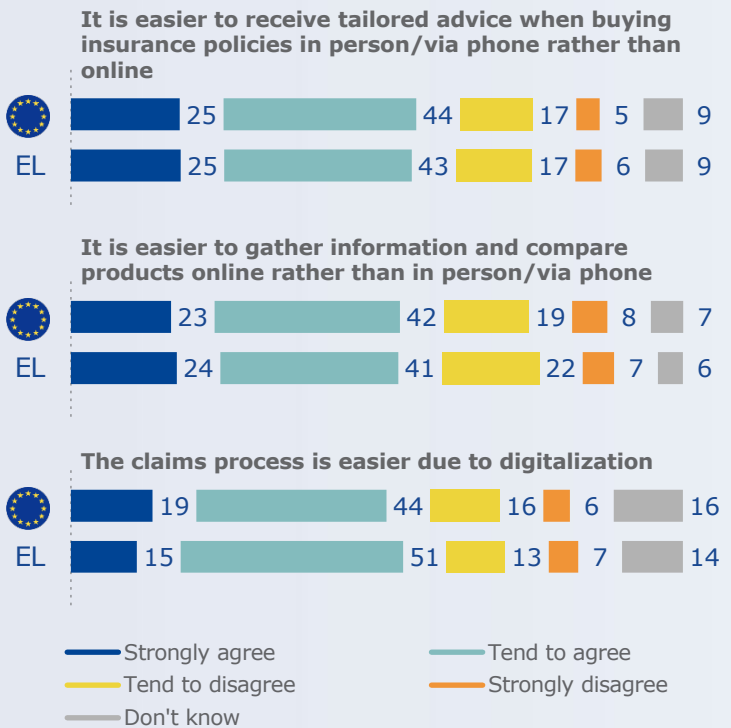 It is easier to receive tailored advice when buying
insurance policies in person/via phone rather than
online
25 44 17 5 9
EL 25 43 17 6 9
It is easier to gather information and compare
products online rather than in person/via phone
23 42 19 8 7
EL 24 41 22 7 6
The claims process is easier due to digitalization
19 44 16 6 16
EL 15 51 13 7 14
Strongly agree Tend to agree
Tend to disagree Strongly disagree
Don't know